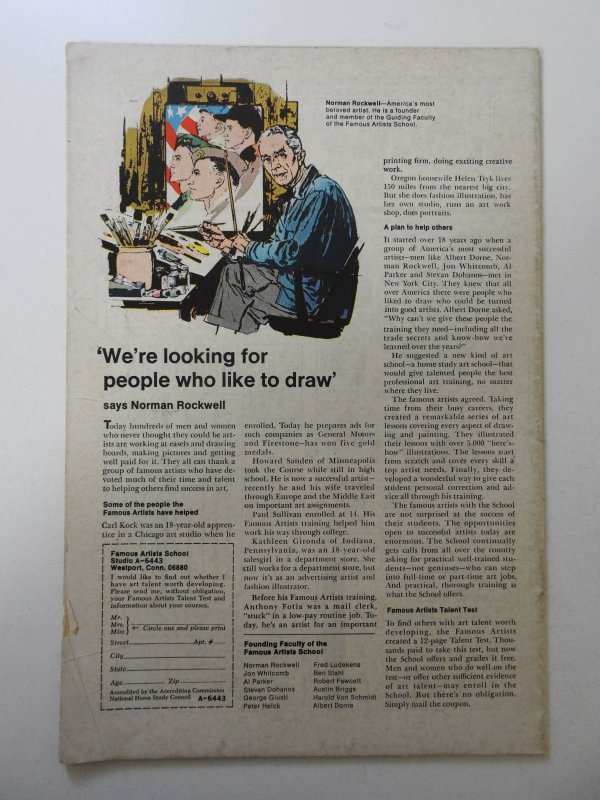 Norman Rockwell—America's most
beloved artist. He is a founder
and member of the Guiding Faculty
of the Famous Artists School.
'We're looking for
people who like to draw'
says Norman Rockwell
Today hundreds of men and women
who never thought they could be art-
ists are working at easels and drawing
boards, making pictures and getting
well paid for it. They all can thank a
group of famous artists who have de-
voted much of their time and talent
to helping others find success in art.
Some of the people the
Famous Artists have helped
Carl Kock was an 18-year-old appren-
tice in a Chicago art studio when he
Famous Artists School
Studio A-6443
Westport, Conn. 06880
I would like to find out whether I
have art talent worth developing.
Please send me, without obligation,
your Famous Artists Talent Test and
information about your courses.
Mr.
Mrs. Circle one and please print
Miss
Street Apt. #
City
State
Age Zip
Accredited by the Accrediting Commission
National Home Study Council A-6443
enrolled. Today he prepares ads for
such companies as General Motors
and Firestone—has won five gold
medals.
Howard Sanden of Minneapolis
took the Course while still in high
school. He is now a successful artist—
recently he and his wife traveled
through Europe and the Middle East
on important art assignments.
Paul Sullivan enrolled at 14. His
Famous Artists training helped him
work his way through college.
Kathleen Gironda of Indiana,
Pennsylvania, was an 18-year-old
salesgirl in a department store. She
still works for a department store, but
now it's as an advertising artist and
fashion illustrator.
Before his Famous Artists training,
Anthony Fotia was a mail clerk,
"stuck" in a low-pay routine job. To-
day, he's an artist for an important
Founding Faculty of the
Famous Artists School
Norman Rockwell
Jon Whitcomb
Al Parker
Stevan Dohanos
George Giusti
Peter Helck
Fred Ludekens
Ben Stahl
Robert Fawcett
Austin Briggs
Harold Von Schmidt
Albert Dorne
printing firm, doing exciting creative
work.
Oregon housewife Helen Tryk lives
150 miles from the nearest big city.
But she does fashion illustration, has
her own studio, runs an art work
shop, does portraits.
A plan to help others
It started over 18 years ago when a
group of America's most successful
artists—men like Albert Dorne, Nor-
man Rockwell, Jon Whitcomb, Al
Parker and Stevan Dohanos—met in
New York City. They knew that all
over America there were people who
liked to draw who could be turned
into good artists. Albert Dorne asked,
"Why can't we give these people the
training they need—including all the
trade secrets and know-how we've
learned over the years?"
He suggested a new kind of art
school—a home study art school—that
would give talented people the best
professional art training, no matter
where they live.
The famous artists agreed. Taking
time from their busy careers, they
created a remarkable series of art
lessons covering every aspect of draw-
ing and painting. They illustrated
their lessons with over 5,000 "here's-
how" illustrations. The lessons start
from scratch and cover every skill a
top artist needs. Finally, they de-
veloped a wonderful way to give each
student personal correction and ad-
vice all through his training.
The famous artists with the School
are not surprised at the success of
their students. The opportunities
open to successful artists today are
enormous. The School continually
gets calls from all over the country
asking for practical well-trained stu-
dents—not geniuses—who can step
into full-time or part-time art jobs.
And practical, thorough training is
what the School offers.
Famous Artists Talent Test
To find others with art talent worth
developing, the Famous Artists
created a 12-page Talent Test. Thou-
sands paid to take this test, but now
the School offers and grades it free.
Men and women who do well on the
test—or offer other sufficient evidence
of art talent—may enroll in the
School. But there's no obligation.
Simply mail the coupon.